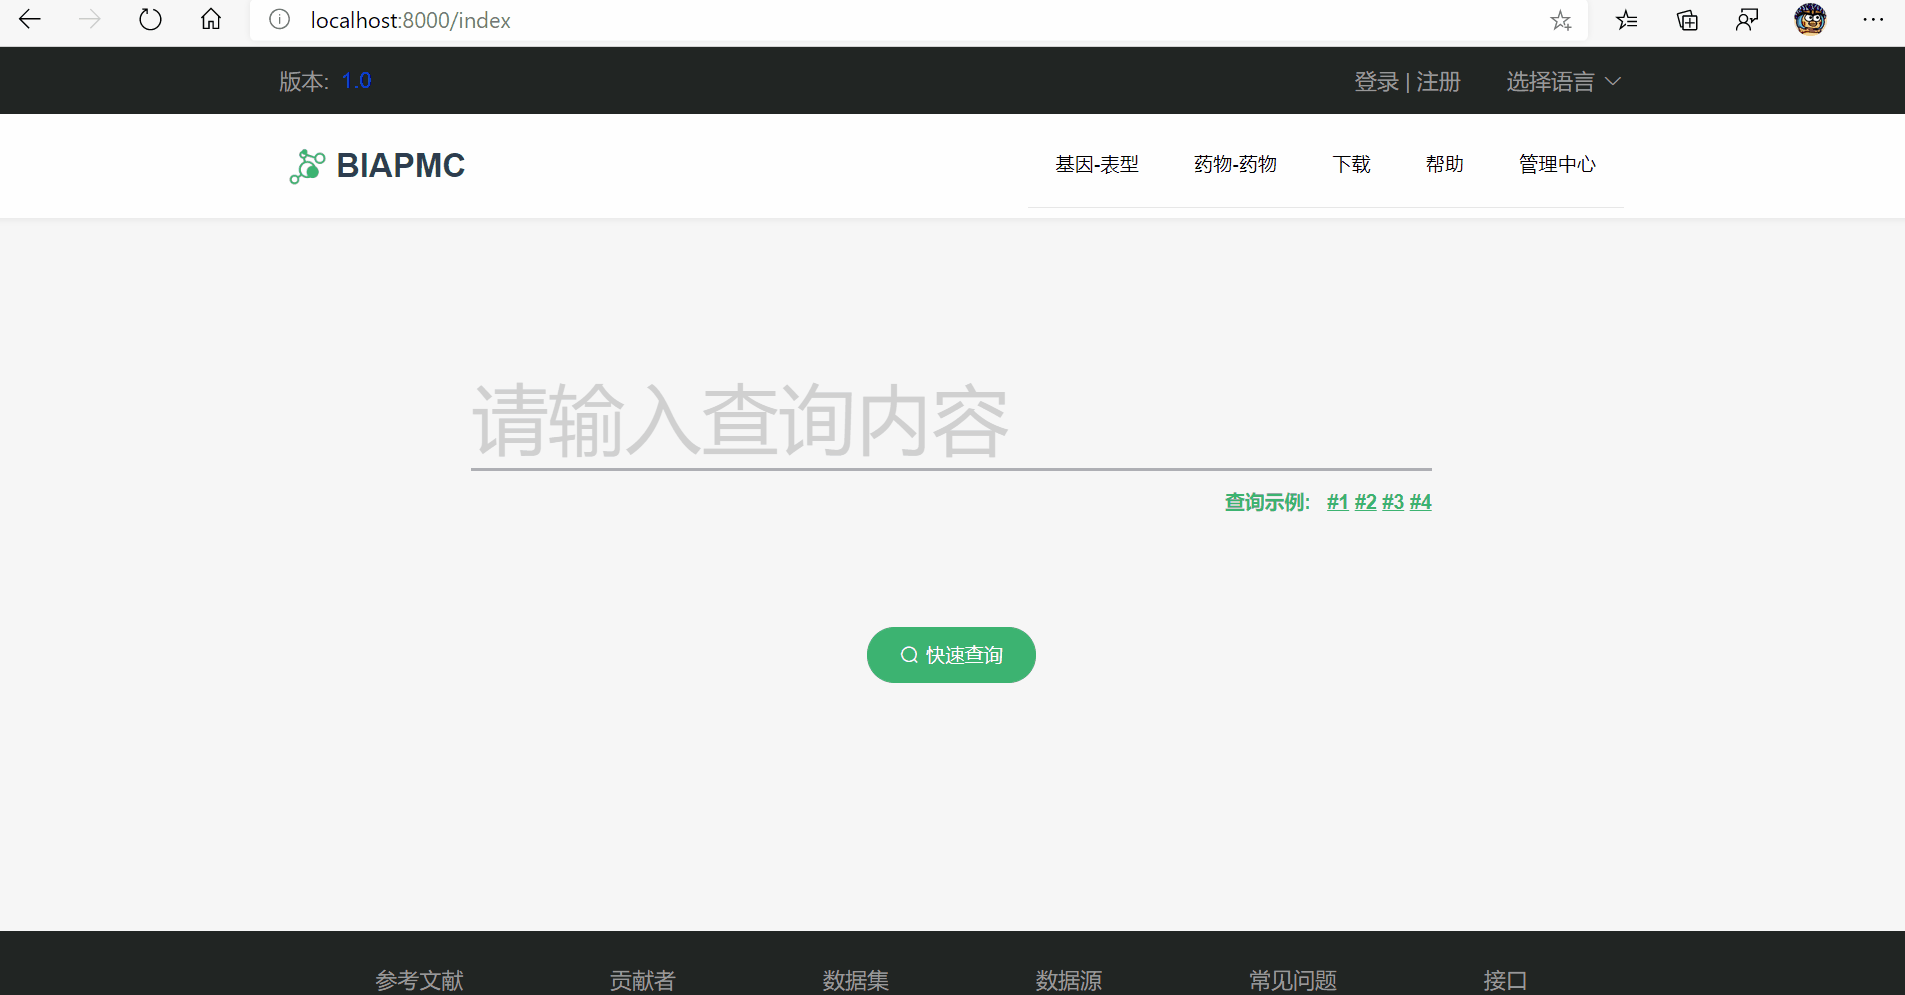 localhost:8000/index
版本: 1.0
登录 | 注册 选择语言
BIAPMC
基因-表型 药物-药物 下载 帮助 管理中心
请输入查询内容
查询示例: #1 #2 #3 #4
快速查询
参考文献 贡献者 数据集 数据源 常见问题 接口